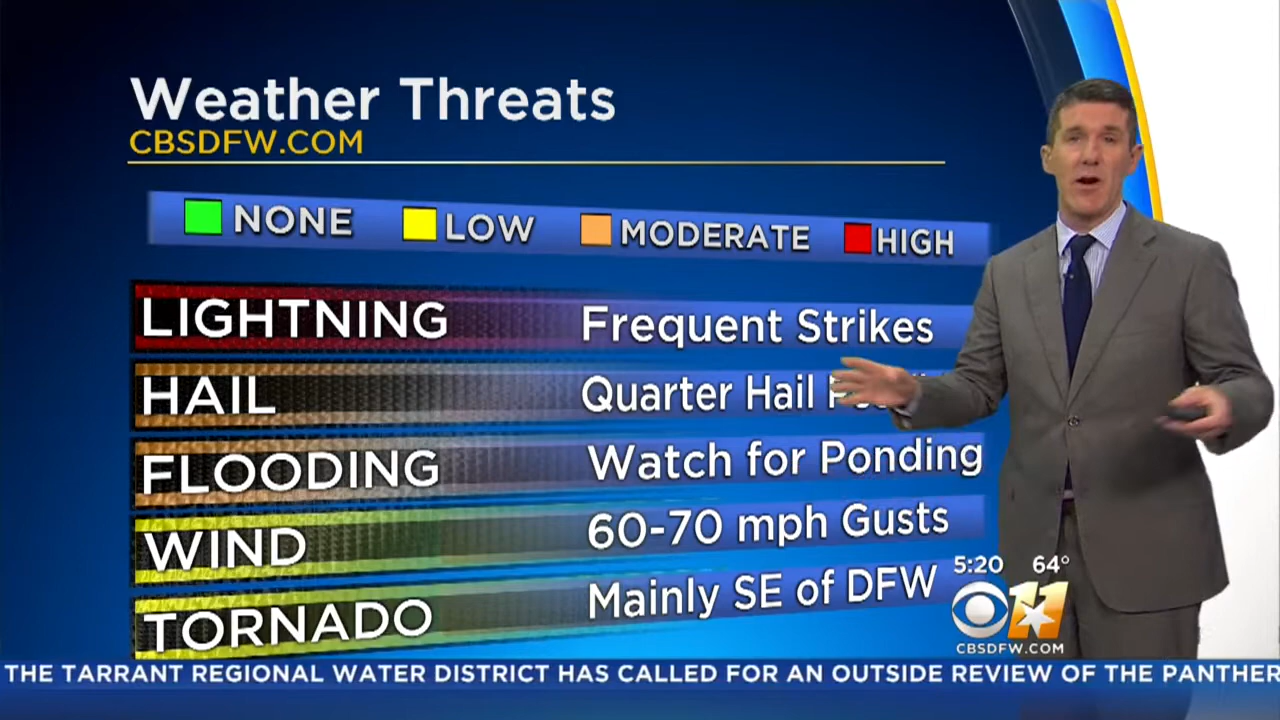 Weather Threats
CBSDFW.COM
NONE LOW MODERATE HIGH
LIGHTNING Frequent Strikes
HAIL Quarter Hail
FLOODING Watch for Ponding
WIND 60-70 mph Gusts
TORNADO Mainly SE of DFW
5:20 64°
11
CBSDFW.COM
THE TARRANT REGIONAL WATER DISTRICT HAS CALLED FOR AN OUTSIDE REVIEW OF THE PANTHER